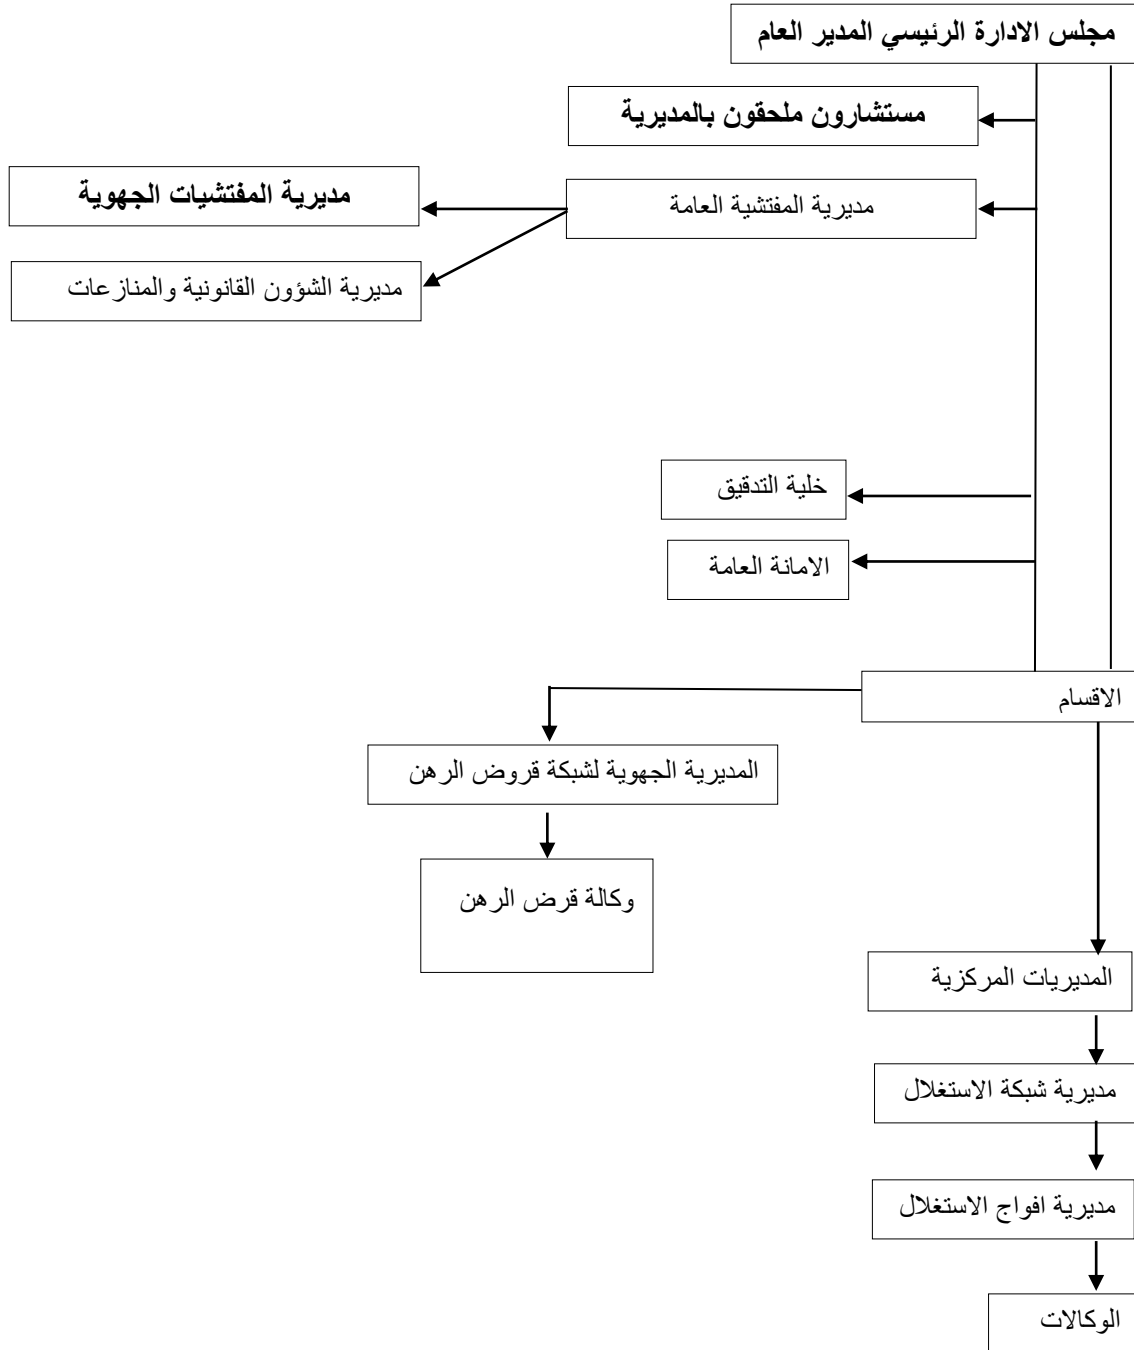 مجلس الادارة الرئيسي المدير العام
مستشارون ملحقون بالمديرية
مديرية المفتشية العامة
مديرية المفتشيات الجهوية
مديرية الشؤون القانونية والمنازعات
خلية التدقيق
الامانة العامة
الاقسام
المديرية الجهوية لشبكة قروض الرهن
وكالة قرض الرهن
المديريات المركزية
مديرية شبكة الاستغلال
مديرية افواج الاستغلال
الوكالات